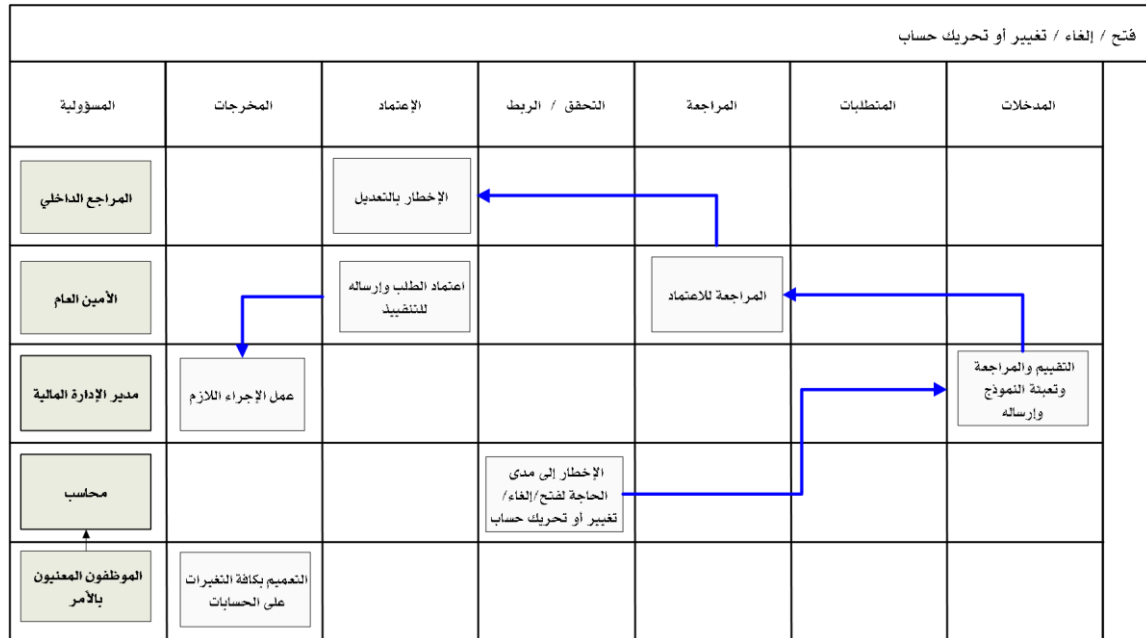 فتح / إلغاء / تغيير أو تحريك حساب
المدخلات
المتطلبات
المراجعة
التحقق / الربط
الإعتماد
المخرجات
المسؤولية
الإخطار بالتعديل
المراجع الداخلي
المراجعة للاعتماد
اعتماد الطلب وإرساله
للتنفييذ
الأمين العام
التقييم والمراجعة
وتعبئة النموذج
وإرساله
عمل الإجراء اللازم
مدير الإدارة المالية
الإخطار إلى مدى
الحاجة لفتح/إلغاء/
تغيير أو تحريك حساب
محاسب
التعميم بكافة التغيرات
على الحسابات
الموظفون المعنيون
بالأمر